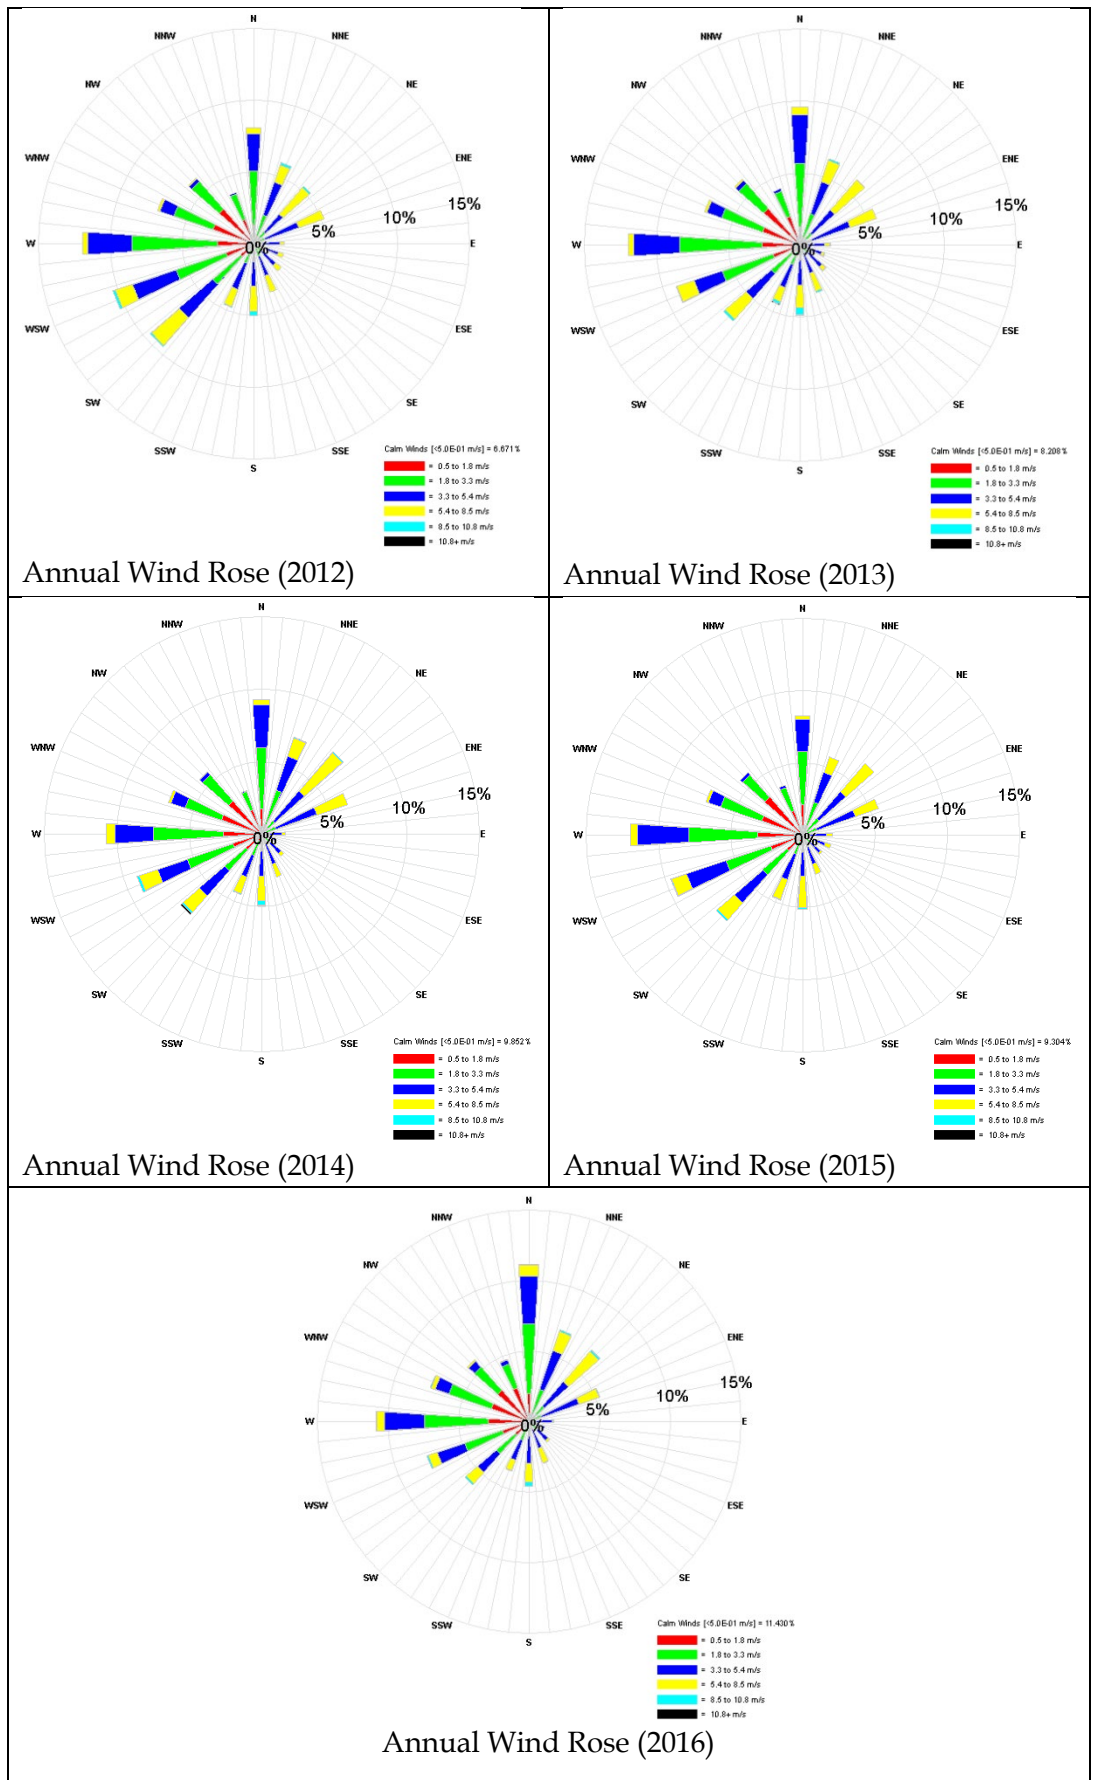 N
NNW NNE
NW NE
WNW ENE
15%
10%
5%
W 0% E
WSW ESE
SW SE
SSW SSE
S
Calm Winds [<5.0E-01 m/s] = 6.671%
= 0.5 to 1.8 m/s
= 1.8 to 3.3 m/s
= 3.3 to 5.4 m/s
= 5.4 to 8.5 m/s
= 8.5 to 10.8 m/s
= 10.8+ m/s
Annual Wind Rose (2012)
N
NNW NNE
NW NE
WNW ENE
15%
10%
5%
W 0% E
WSW ESE
SW SE
SSW SSE
S
Calm Winds [<5.0E-01 m/s] = 8.208%
= 0.5 to 1.8 m/s
= 1.8 to 3.3 m/s
= 3.3 to 5.4 m/s
= 5.4 to 8.5 m/s
= 8.5 to 10.8 m/s
= 10.8+ m/s
Annual Wind Rose (2013)
N
NNW NNE
NW NE
WNW ENE
15%
10%
5%
W 0% E
WSW ESE
SW SE
SSW SSE
S
Calm Winds [<5.0E-01 m/s] = 9.852%
= 0.5 to 1.8 m/s
= 1.8 to 3.3 m/s
= 3.3 to 5.4 m/s
= 5.4 to 8.5 m/s
= 8.5 to 10.8 m/s
= 10.8+ m/s
Annual Wind Rose (2014)
N
NNW NNE
NW NE
WNW ENE
15%
10%
5%
W 0% E
WSW ESE
SW SE
SSW SSE
S
Calm Winds [<5.0E-01 m/s] = 9.304%
= 0.5 to 1.8 m/s
= 1.8 to 3.3 m/s
= 3.3 to 5.4 m/s
= 5.4 to 8.5 m/s
= 8.5 to 10.8 m/s
= 10.8+ m/s
Annual Wind Rose (2015)
N
NNW NNE
NW NE
WNW ENE
15%
10%
5%
W 0% E
WSW ESE
SW SE
SSW SSE
S
Calm Winds [<5.0E-01 m/s] = 11.430%
= 0.5 to 1.8 m/s
= 1.8 to 3.3 m/s
= 3.3 to 5.4 m/s
= 5.4 to 8.5 m/s
= 8.5 to 10.8 m/s
= 10.8+ m/s
Annual Wind Rose (2016)